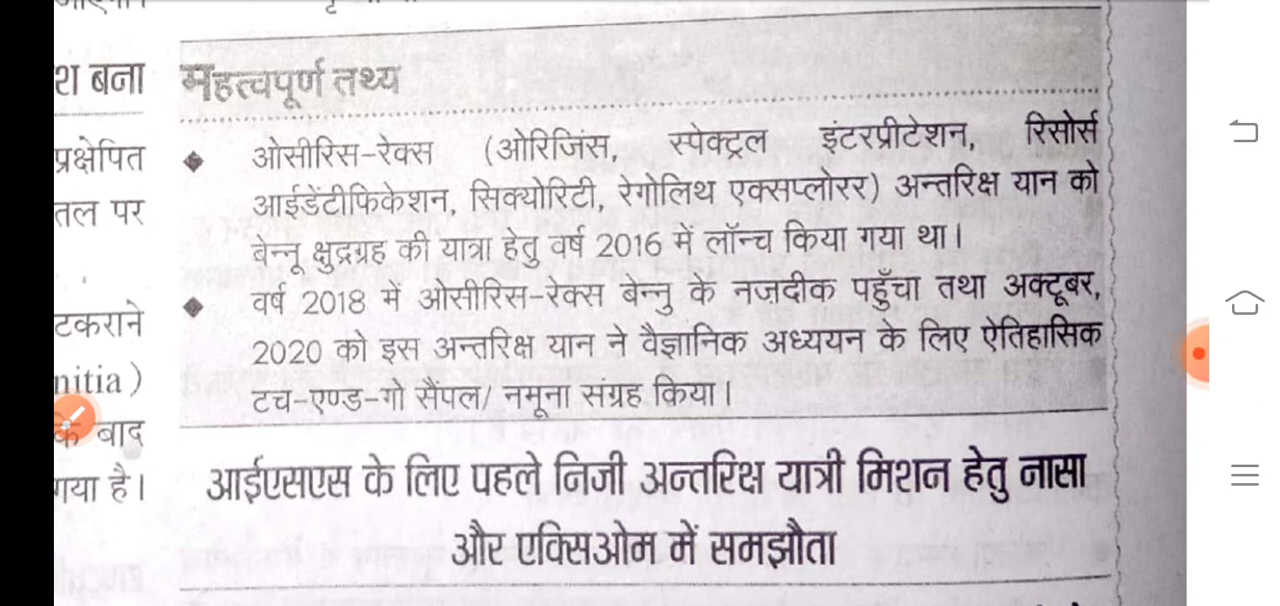 श बना
प्रक्षेपित
तल पर
टकराने
nitia)
के बाद
गया है।
महत्वपूर्ण तथ्य
◆ ओसीरिस-रेक्स (ओरिजिंस, स्पेक्ट्रल इंटरप्रीटेशन, रिसोर्स
आईडेंटीफिकेशन, सिक्योरिटी, रेगोलिथ एक्सप्लोरर) अन्तरिक्ष यान को
बेन्नू क्षुद्रग्रह की यात्रा हेतु वर्ष 2016 में लॉन्च किया गया था।
◆ वर्ष 2018 में ओसीरिस-रेक्स बेन्नु के नज़दीक पहुँचा तथा अक्टूबर,
2020 को इस अन्तरिक्ष यान ने वैज्ञानिक अध्ययन के लिए ऐतिहासिक
टच-एण्ड-गो सैंपल/ नमूना संग्रह किया।
आईएसएस के लिए पहले निजी अन्तरिक्ष यात्री मिशन हेतु नासा
और एक्सिओम में समझौता